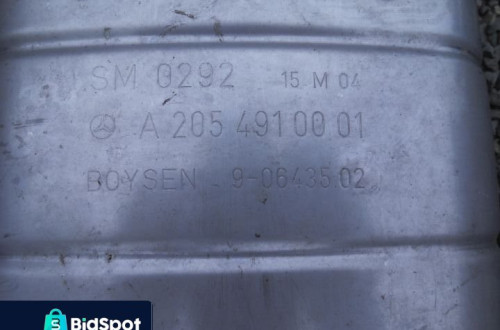 SM 0292 15 M 04
A 205 491 00 01
BOYSEN 9-06435.02
BidSpot